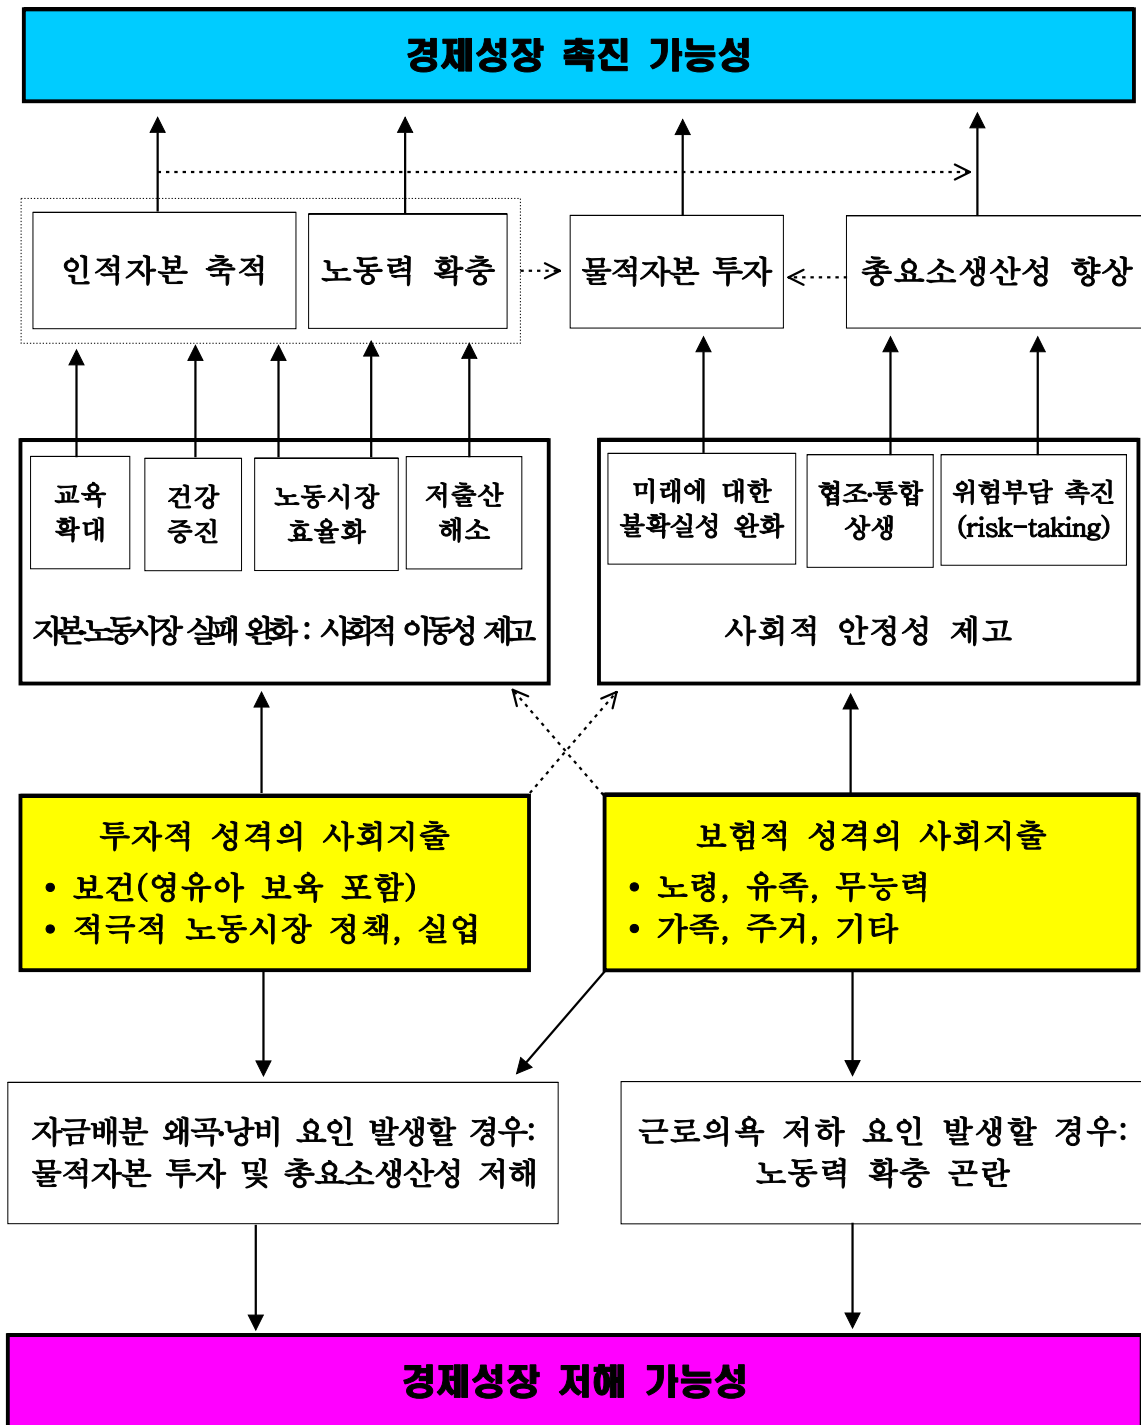 경제성장 촉진 가능성
인적자본 축적
노동력 확충
물적자본 투자
총요소생산성 향상
교육
확대
건강
증진
노동시장
효율화
저출산
해소
자본·노동시장 실패 완화 : 사회적 이동성 제고
미래에 대한
불확실성 완화
협조·통합
상생
위험부담 촉진
(risk-taking)
사회적 안정성 제고
투자적 성격의 사회지출
• 보건(영유아 보육 포함)
• 적극적 노동시장 정책, 실업
보험적 성격의 사회지출
• 노령, 유족, 무능력
• 가족, 주거, 기타
자금배분 왜곡·낭비 요인 발생할 경우:
물적자본 투자 및 총요소생산성 저해
근로의욕 저하 요인 발생할 경우:
노동력 확충 곤란
경제성장 저해 가능성